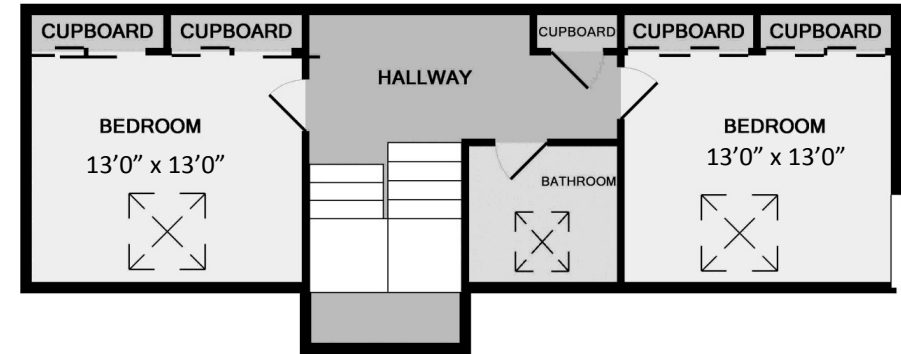 CUPBOARD CUPBOARD CUPBOARD CUPBOARD CUPBOARD
HALLWAY
BEDROOM
13’0” x 13’0”
BEDROOM
13’0” x 13’0”
BATHROOM